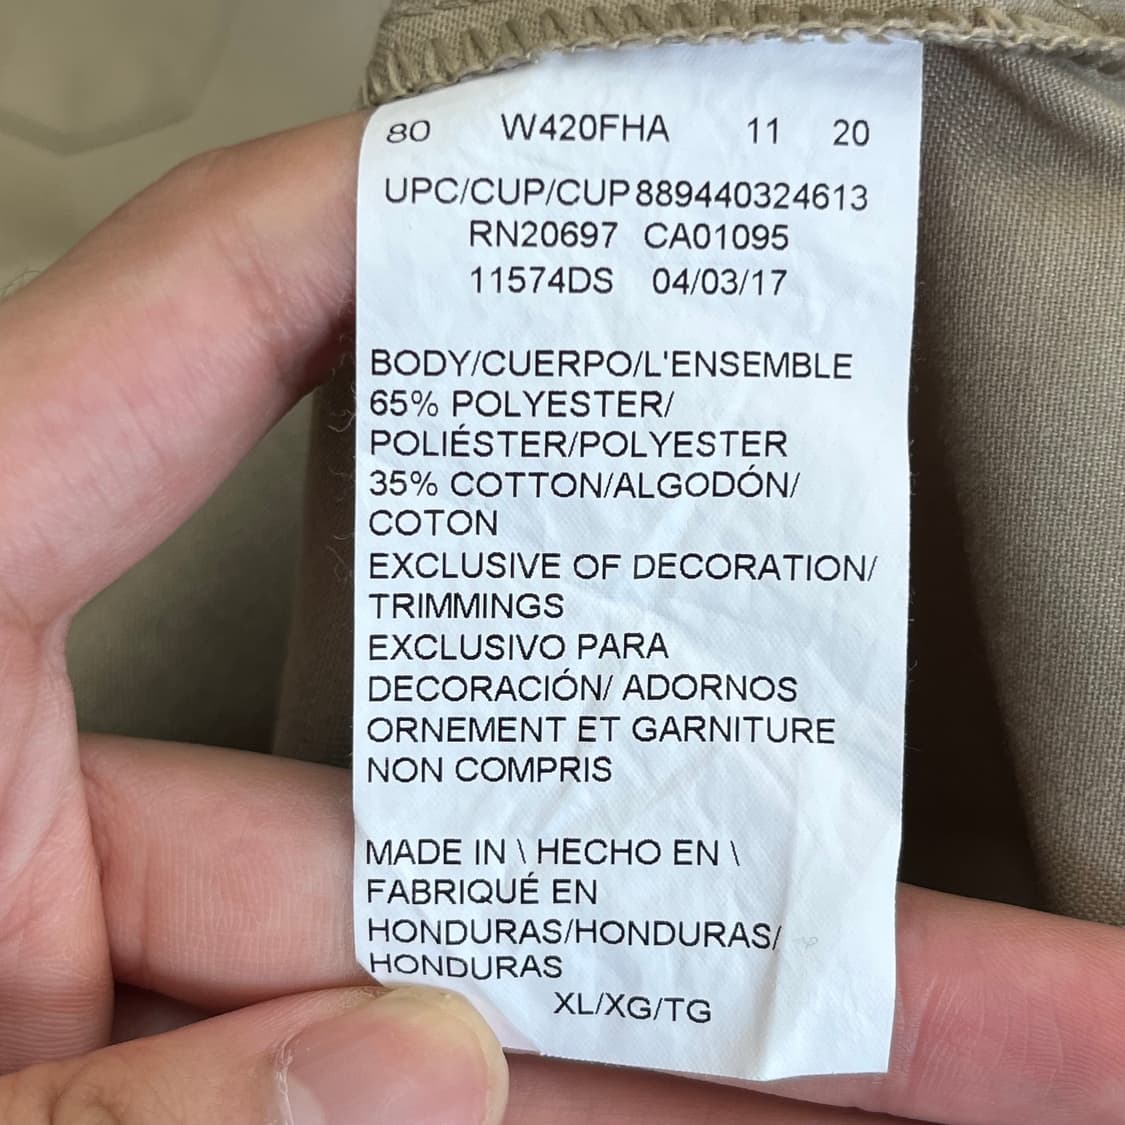 80 W420FHA 11 20
UPC/CUP/CUP889440324613
RN20697 CA01095
11574DS 04/03/17
BODY/CUERPO/L'ENSEMBLE
65% POLYESTER/
POLIÉSTER/POLYESTER
35% COTTON/ALGODÓN/
COTON
EXCLUSIVE OF DECORATION/
TRIMMINGS
EXCLUSIVO PARA
DECORACIÓN/ ADORNOS
ORNEMENT ET GARNITURE
NON COMPRIS
MADE IN \ HECHO EN \
FABRIQUÉ EN
HONDURAS/HONDURAS/
HONDURAS
XL/XG/TG